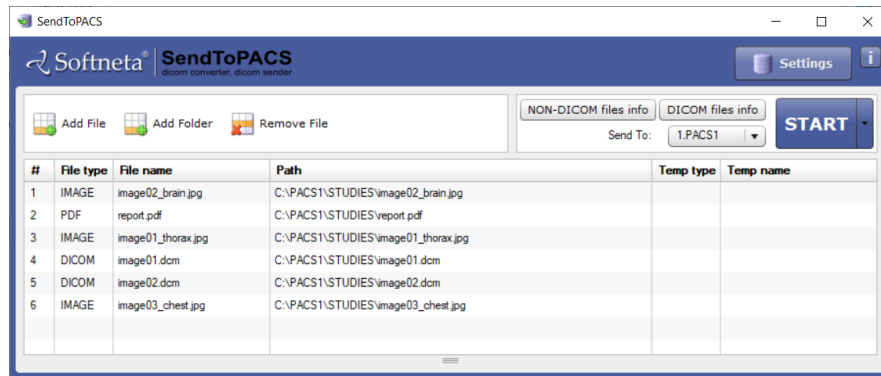 SendToPACS
Softneta® SendToPACS
dicom converter, dicom sender
Settings
i
Add File Add Folder Remove File
NON-DICOM files info DICOM files info
Send To: 1.PACS1
START
# File type File name Path Temp type Temp name
1 IMAGE image02_brain.jpg C:\PACS1\STUDIES\image02_brain.jpg
2 PDF report.pdf C:\PACS1\STUDIES\report.pdf
3 IMAGE image01_thorax.jpg C:\PACS1\STUDIES\image01_thorax.jpg
4 DICOM image01.dcm C:\PACS1\STUDIES\image01.dcm
5 DICOM image02.dcm C:\PACS1\STUDIES\image02.dcm
6 IMAGE image03_chest.jpg C:\PACS1\STUDIES\image03_chest.jpg